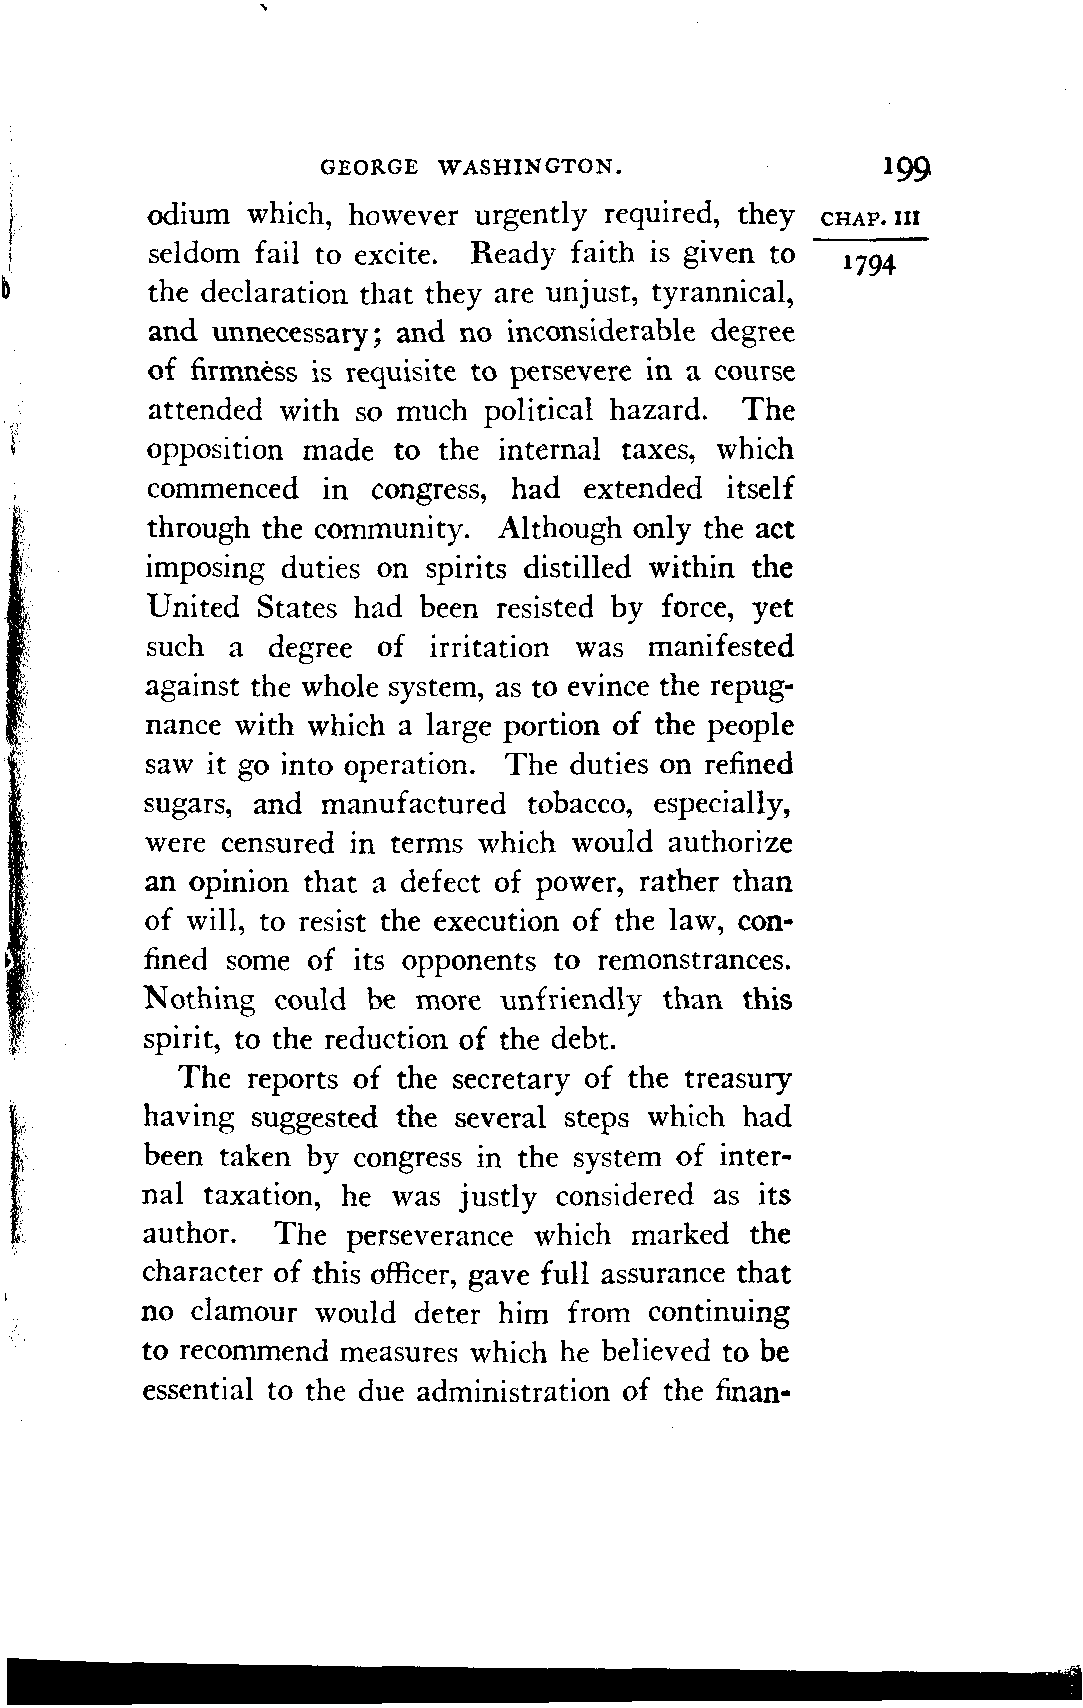 GEORGE WASHINGTON. 199
odium which, however urgently required, they CHAP. III
seldom fail to excite. Ready faith is given to 1794
the declaration that they are unjust, tyrannical,
and unnecessary; and no inconsiderable degree
of firmness is requisite to persevere in a course
attended with so much political hazard. The
opposition made to the internal taxes, which
commenced in congress, had extended itself
through the community. Although only the act
imposing duties on spirits distilled within the
United States had been resisted by force, yet
such a degree of irritation was manifested
against the whole system, as to evince the repug-
nance with which a large portion of the people
saw it go into operation. The duties on refined
sugars, and manufactured tobacco, especially,
were censured in terms which would authorize
an opinion that a defect of power, rather than
of will, to resist the execution of the law, con-
fined some of its opponents to remonstrances.
Nothing could be more unfriendly than this
spirit, to the reduction of the debt.
The reports of the secretary of the treasury
having suggested the several steps which had
been taken by congress in the system of inter-
nal taxation, he was justly considered as its
author. The perseverance which marked the
character of this officer, gave full assurance that
no clamour would deter him from continuing
to recommend measures which he believed to be
essential to the due administration of the finan-